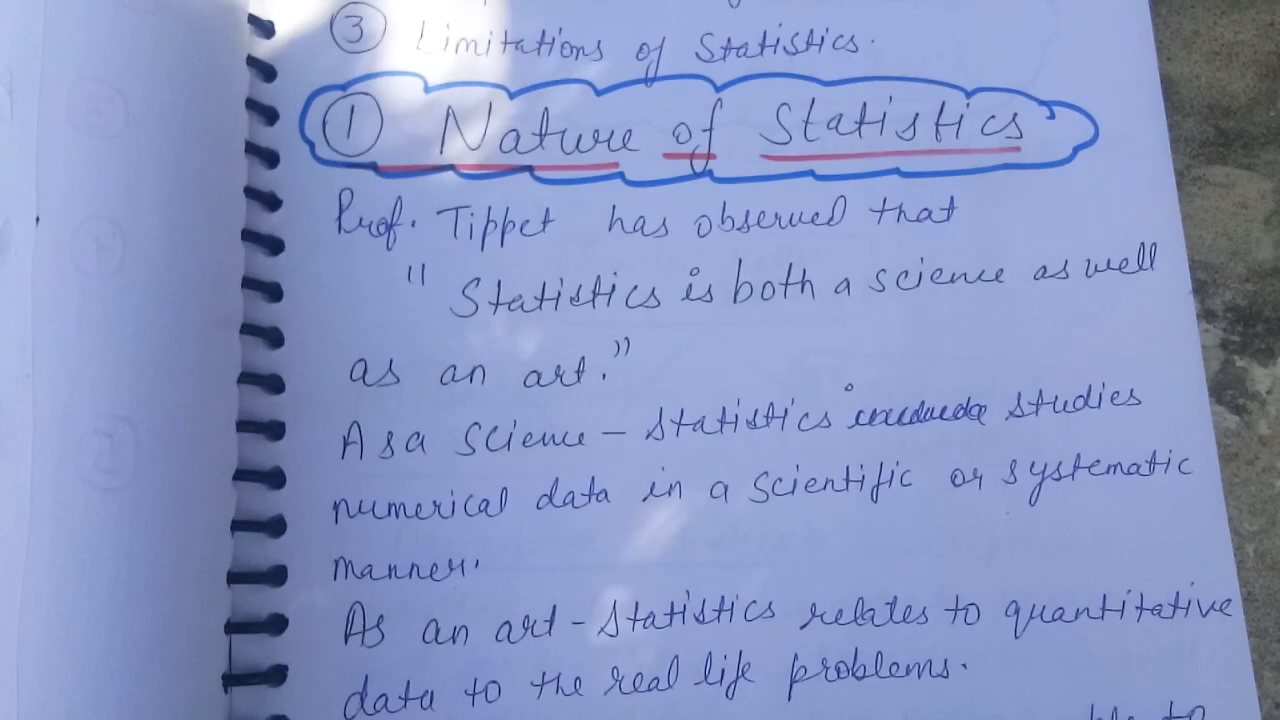 ③ Limitations of Statistics.
① Nature of Statistics
Prof. Tippet has observed that
" Statistics is both a science as well
as an art."
As a Science - Statistics studies
numerical data in a scientific or systematic
manner.
As an art - Statistics relates to quantitative
data to the real life problems.